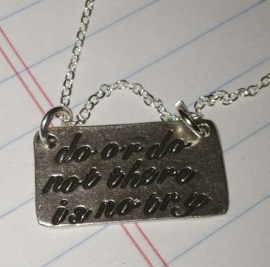 do or do
not there
is no try